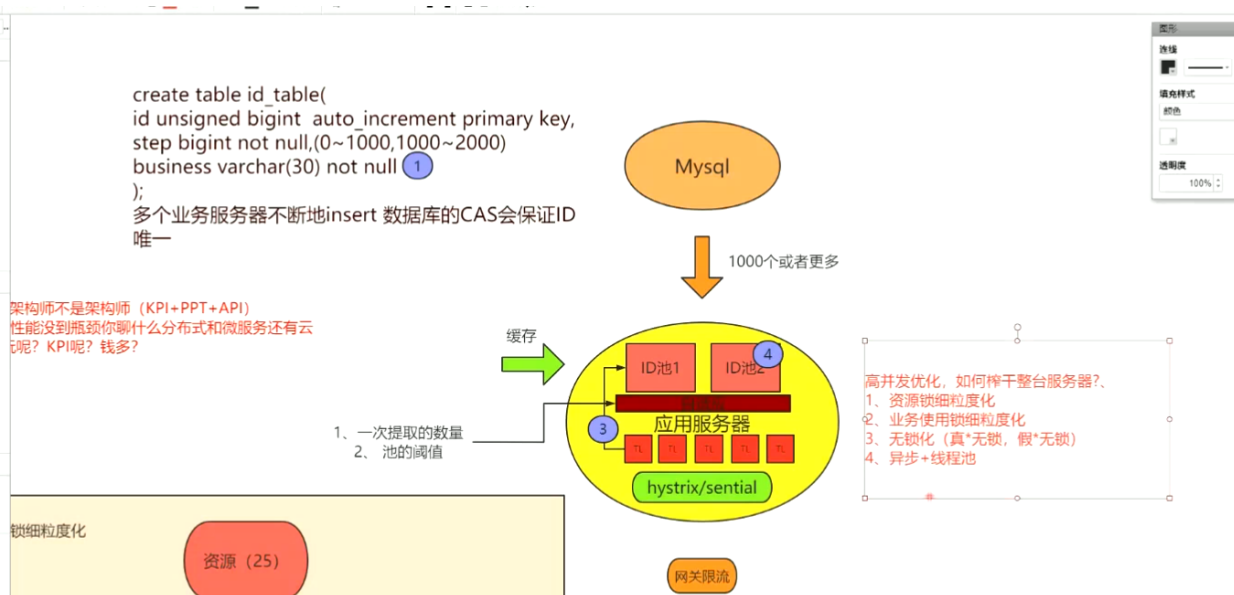 图形
连线
填充样式
颜色
透明度
100%
create table id_table(
id unsigned bigint auto_increment primary key,
step bigint not null,(0~1000,1000~2000)
business varchar(30) not null
1
);
多个业务服务器不断地insert 数据库的CAS会保证ID
唯一
Mysql
1000个或者更多
架构师不是架构师（KPI+PPT+API）
性能没到瓶颈你聊什么分布式和微服务还有云
呢？KPI呢？钱多？
缓存
ID池1
ID池2
4
应用服务器
3
TL
TL
TL
TL
TL
hystrix/sential
1、一次提取的数量
2、 池的阈值
高并发优化，如何榨干整台服务器?、
1、资源锁细粒度化
2、业务使用锁细粒度化
3、无锁化（真*无锁，假*无锁）
4、异步+线程池
锁细粒度化
资源（25）
网关限流